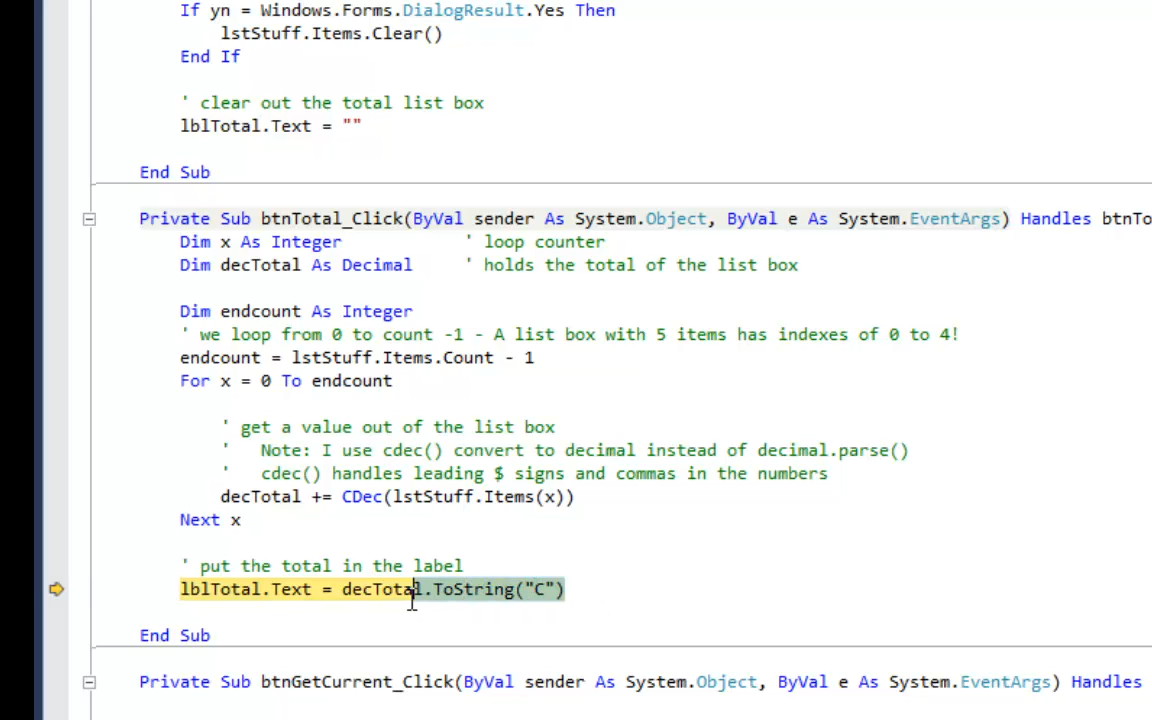 If yn = Windows.Forms.DialogResult.Yes Then
lstStuff.Items.Clear()
End If
' clear out the total list box
lblTotal.Text = ""
End Sub
Private Sub btnTotal_Click(ByVal sender As System.Object, ByVal e As System.EventArgs) Handles btnTo
Dim x As Integer ' loop counter
Dim decTotal As Decimal ' holds the total of the list box
Dim endcount As Integer
' we loop from 0 to count -1 - A list box with 5 items has indexes of 0 to 4!
endcount = lstStuff.Items.Count - 1
For x = 0 To endcount
' get a value out of the list box
' Note: I use cdec() convert to decimal instead of decimal.parse()
' cdec() handles leading $ signs and commas in the numbers
decTotal += CDec(lstStuff.Items(x))
Next x
' put the total in the label
lblTotal.Text = decTotal.ToString("C")
End Sub
Private Sub btnGetCurrent_Click(ByVal sender As System.Object, ByVal e As System.EventArgs) Handles